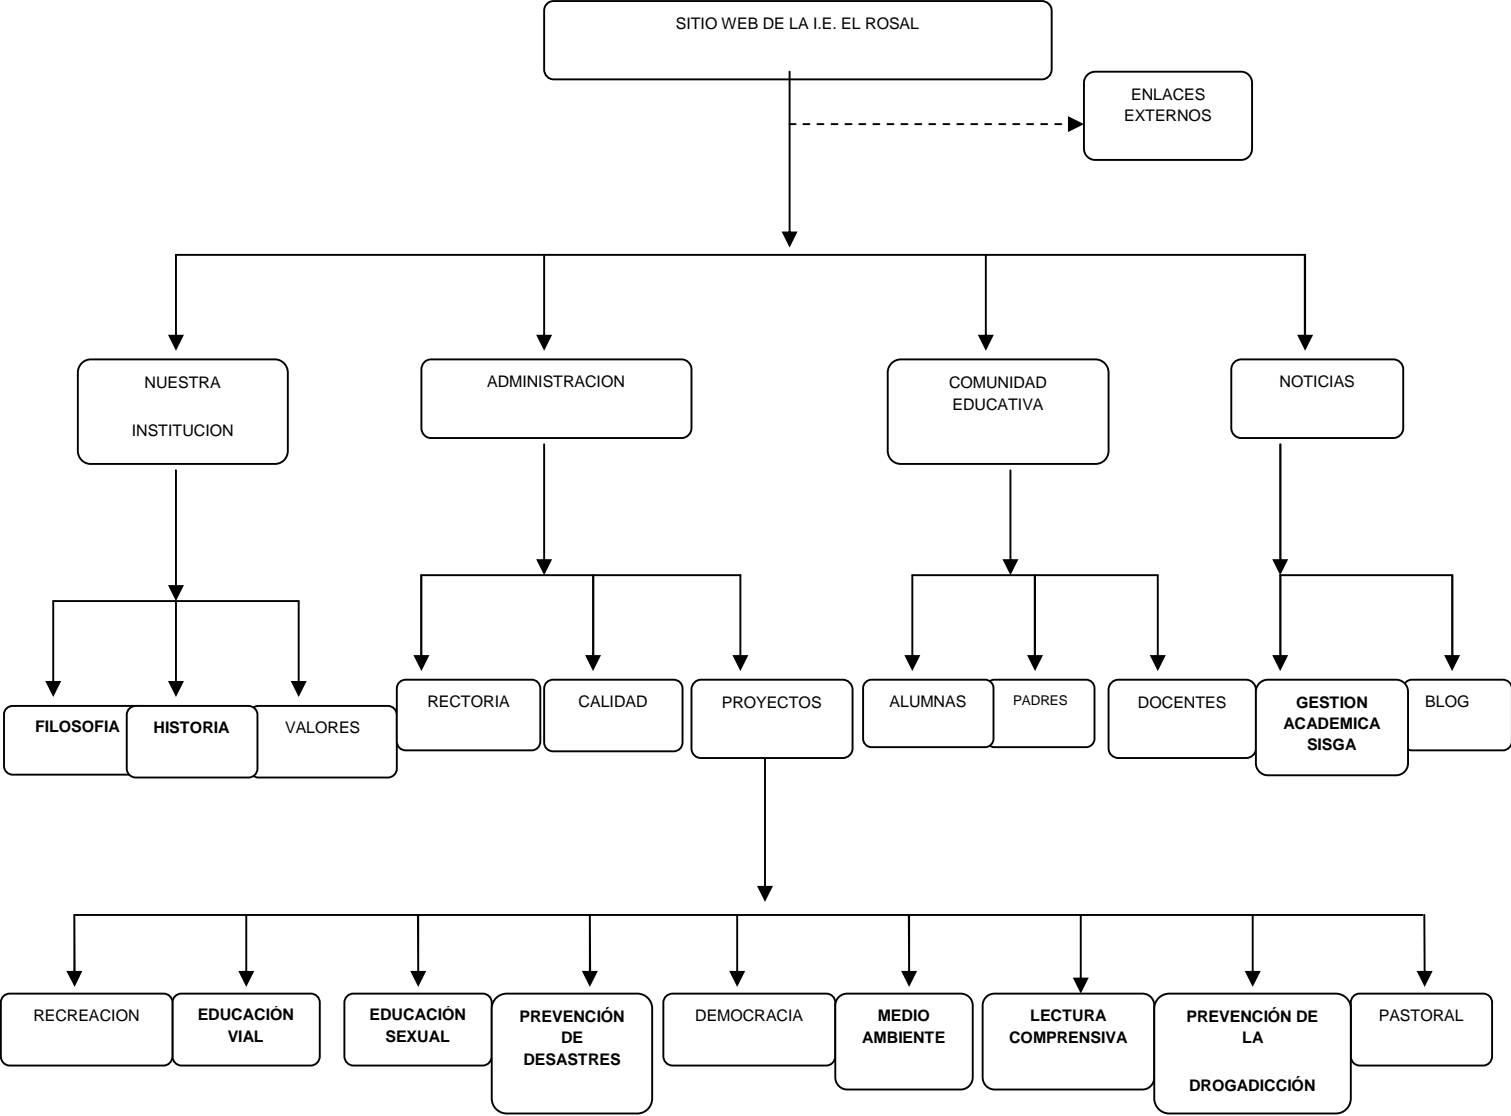 SITIO WEB DE LA I.E. EL ROSAL
ENLACES
EXTERNOS
NUESTRA
INSTITUCION
ADMINISTRACION
COMUNIDAD
EDUCATIVA
NOTICIAS
FILOSOFIA
HISTORIA
VALORES
RECTORIA
CALIDAD
PROYECTOS
ALUMNAS
PADRES
DOCENTES
GESTION
ACADEMICA
SISGA
BLOG
RECREACION
EDUCACIÓN
VIAL
EDUCACIÓN
SEXUAL
PREVENCIÓN
DE
DESASTRES
DEMOCRACIA
MEDIO
AMBIENTE
LECTURA
COMPRENSIVA
PREVENCIÓN DE
LA
DROGADICCIÓN
PASTORAL